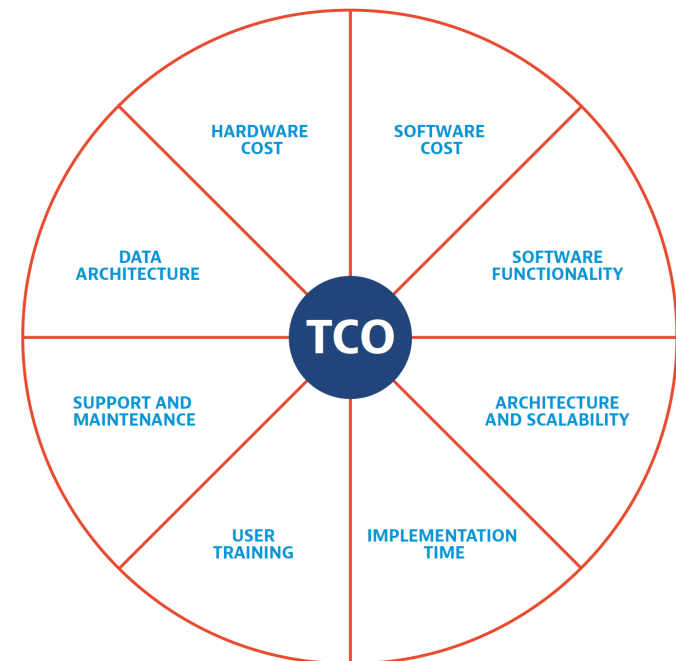 HARDWARE
COST
SOFTWARE
COST
DATA
ARCHITECTURE
SOFTWARE
FUNCTIONALITY
TCO
SUPPORT AND
MAINTENANCE
ARCHITECTURE
AND SCALABILITY
USER
TRAINING
IMPLEMENTATION
TIME